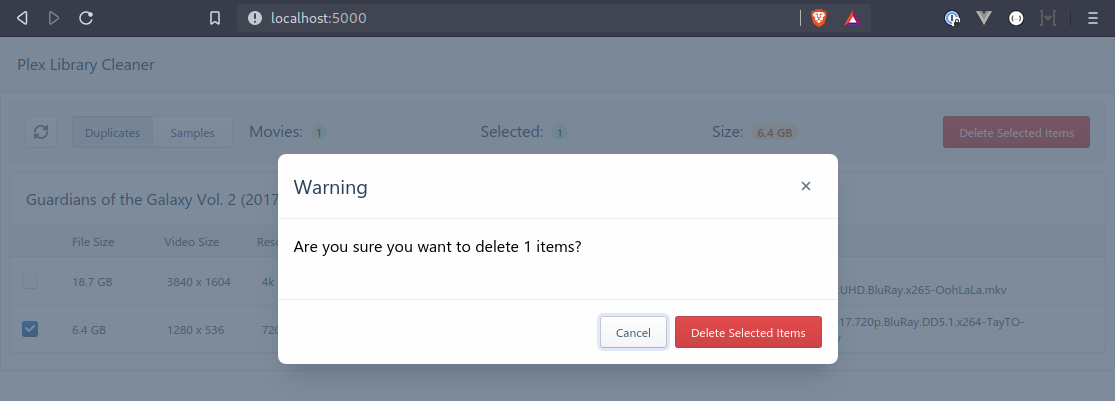 localhost:5000
Plex Library Cleaner
Duplicates Samples Movies: 1 Selected: 1 Size: 6.4 GB Delete Selected Items
Warning ×
Guardians of the Galaxy Vol. 2 (2017
File Size Video Size
Are you sure you want to delete 1 items?
18.7 GB 3840 x 1604 4k
UHD.BluRay.x265-OohLaLa.mkv
6.4 GB 1280 x 536 720
17.720p.BluRay.DD5.1.x264-TayTO-
Cancel Delete Selected Items